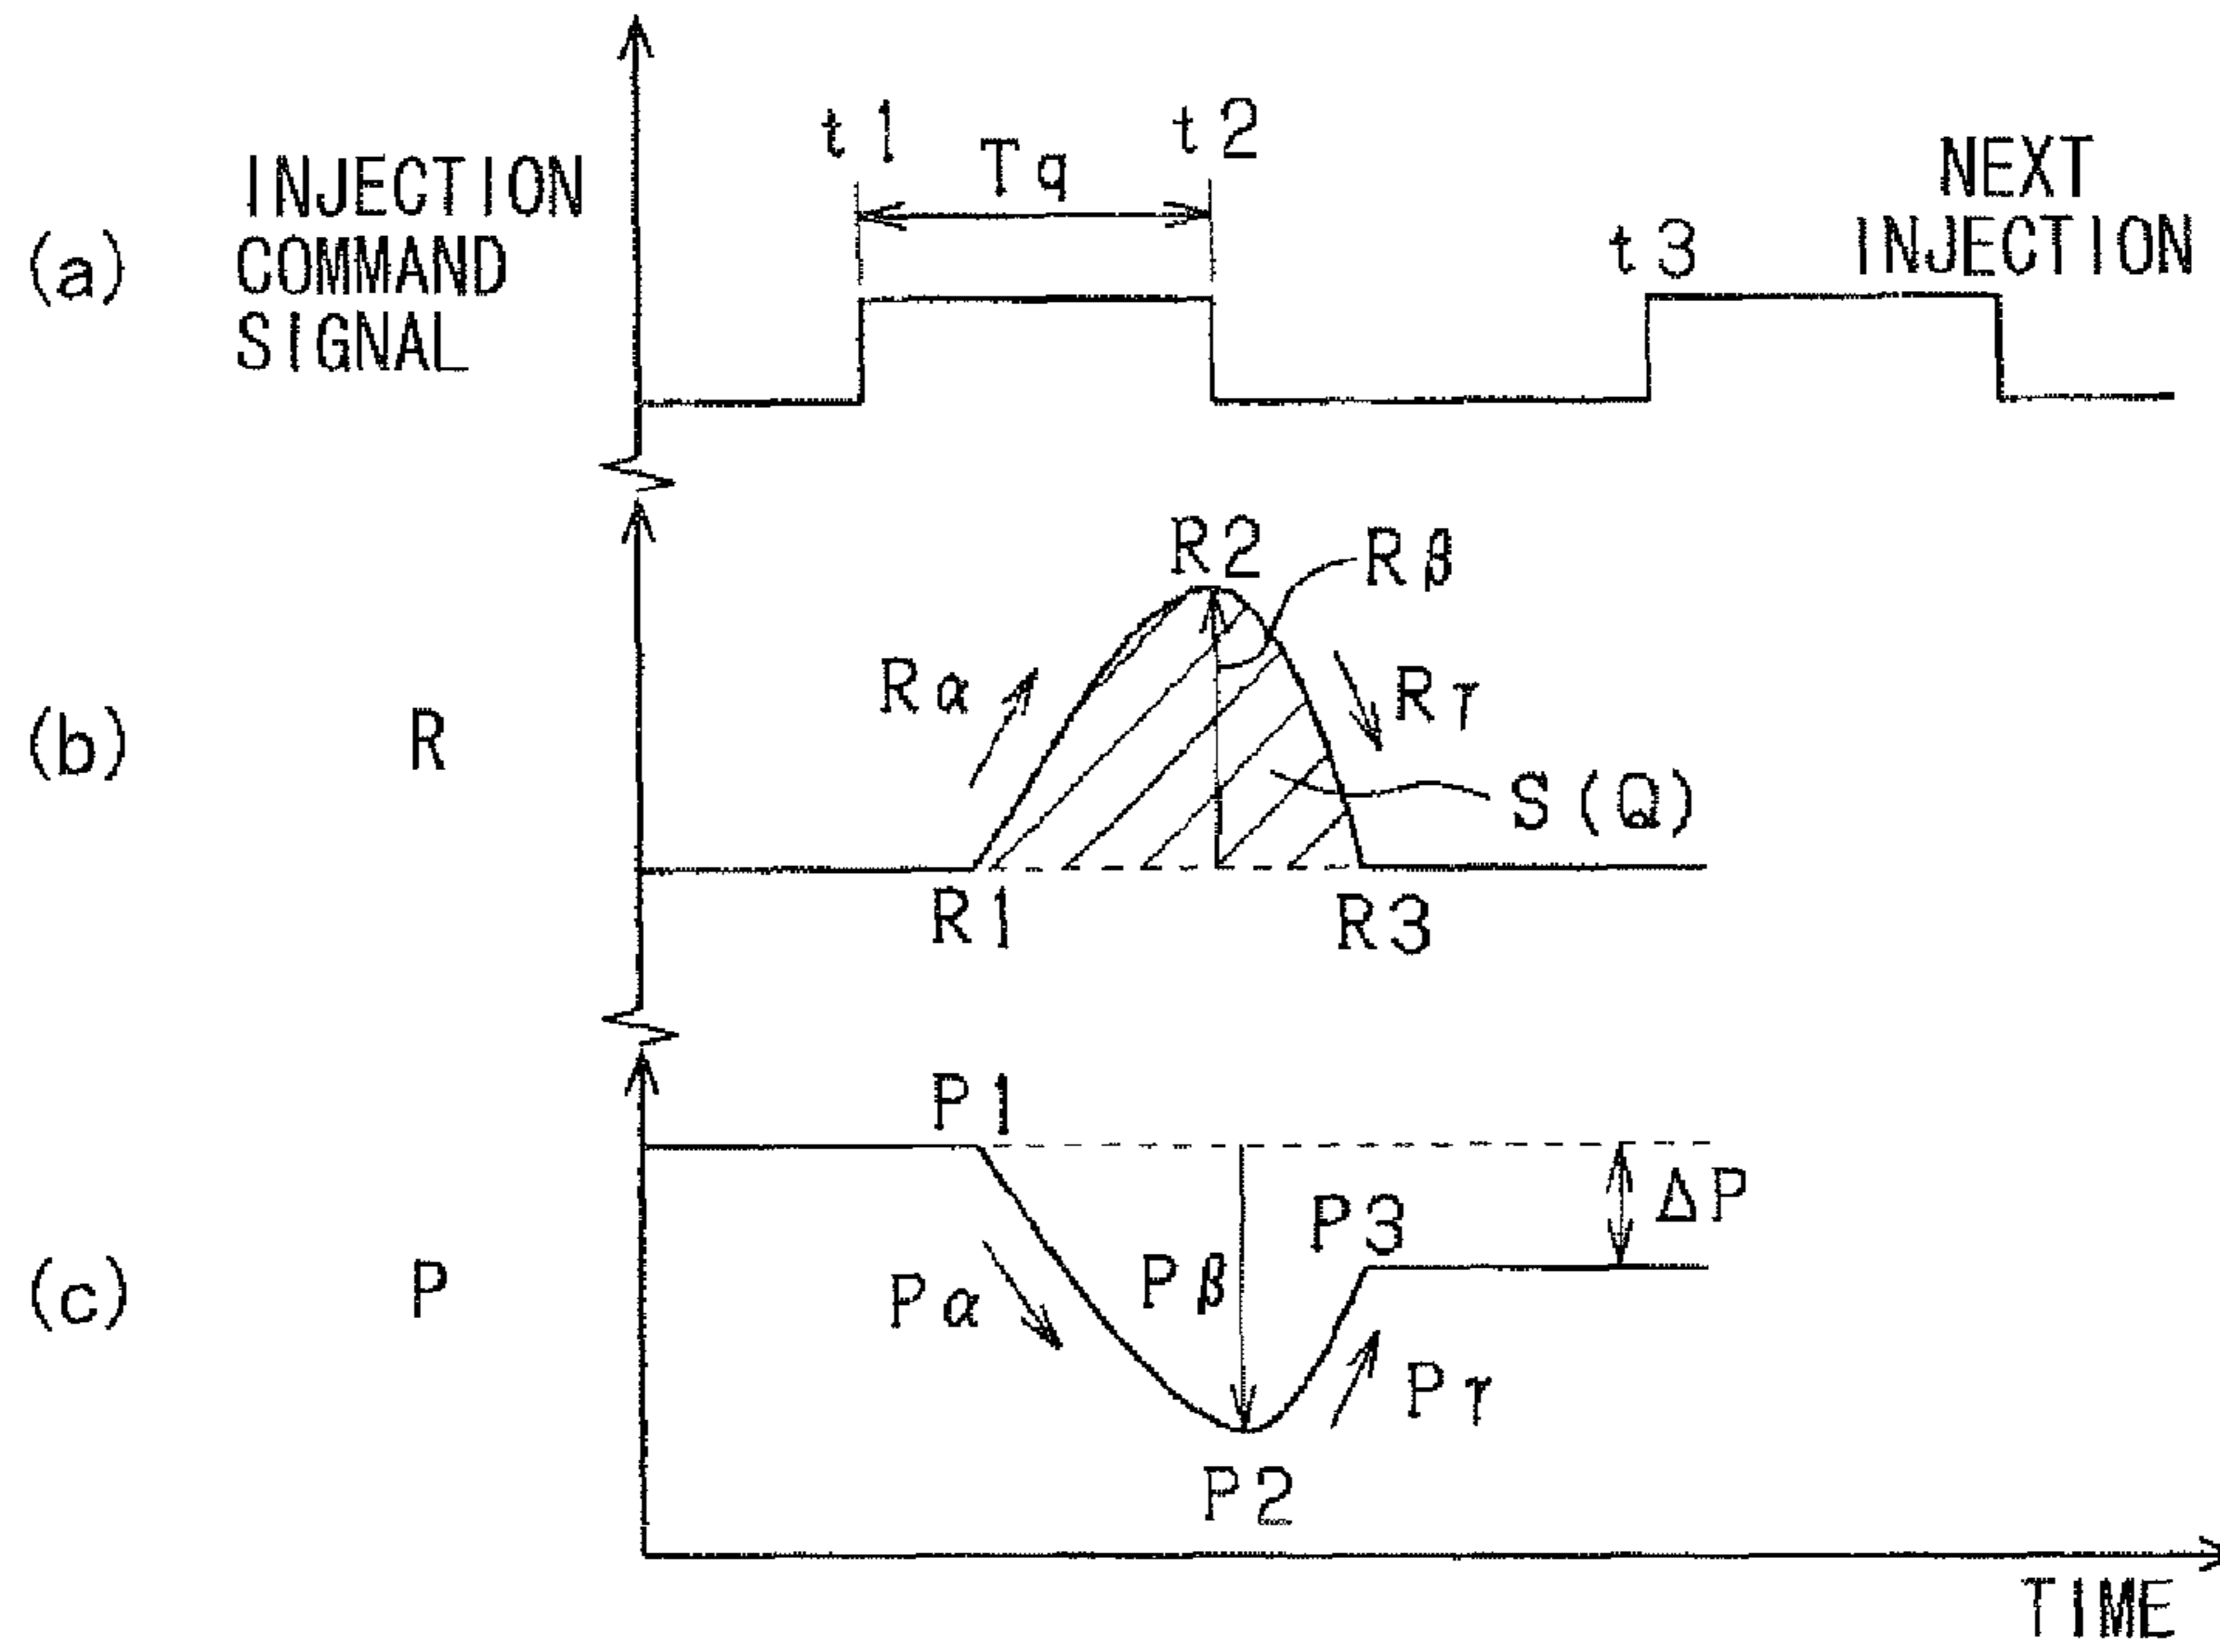 (a)
INJECTION
COMMAND
SIGNAL
t1
Tq
t2
t3
NEXT
INJECTION
(b)
R
R2
Rβ
Rα
Rγ
S(Q)
R1
R3
(c)
P
P1
ΔP
P3
Pβ
Pα
Pγ
P2
TIME